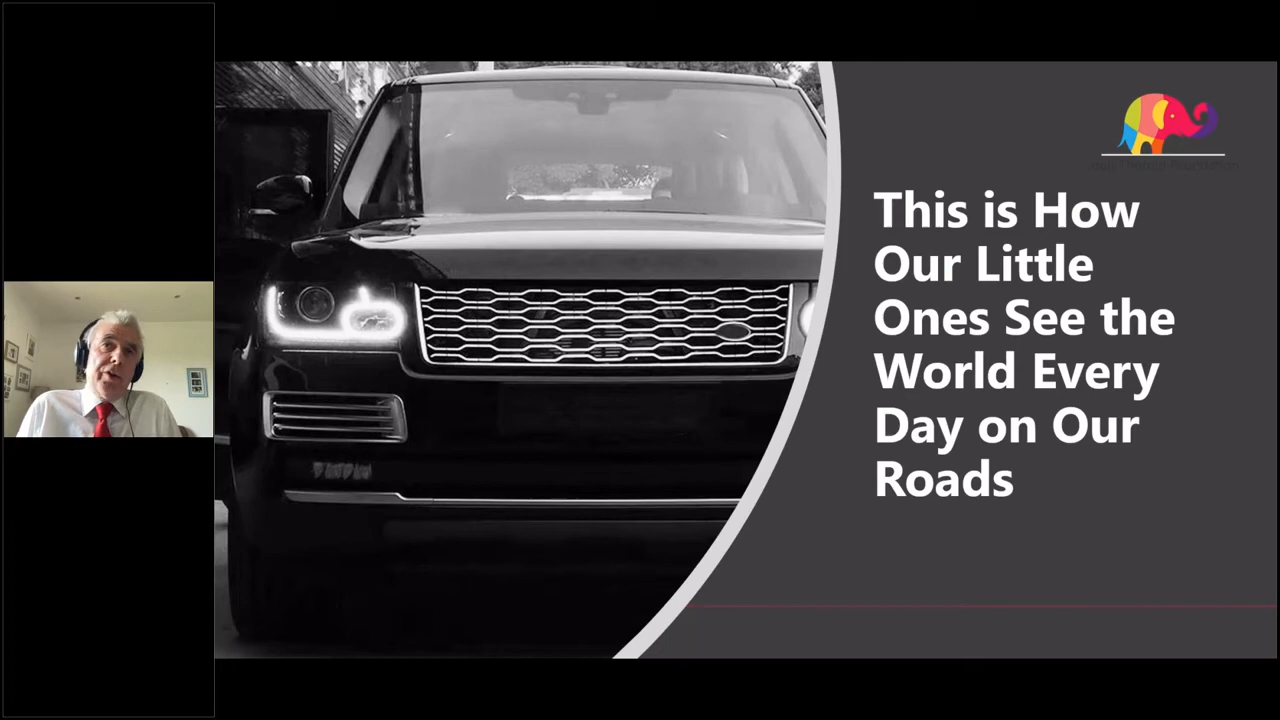 This is How
Our Little
Ones See the
World Every
Day on Our
Roads